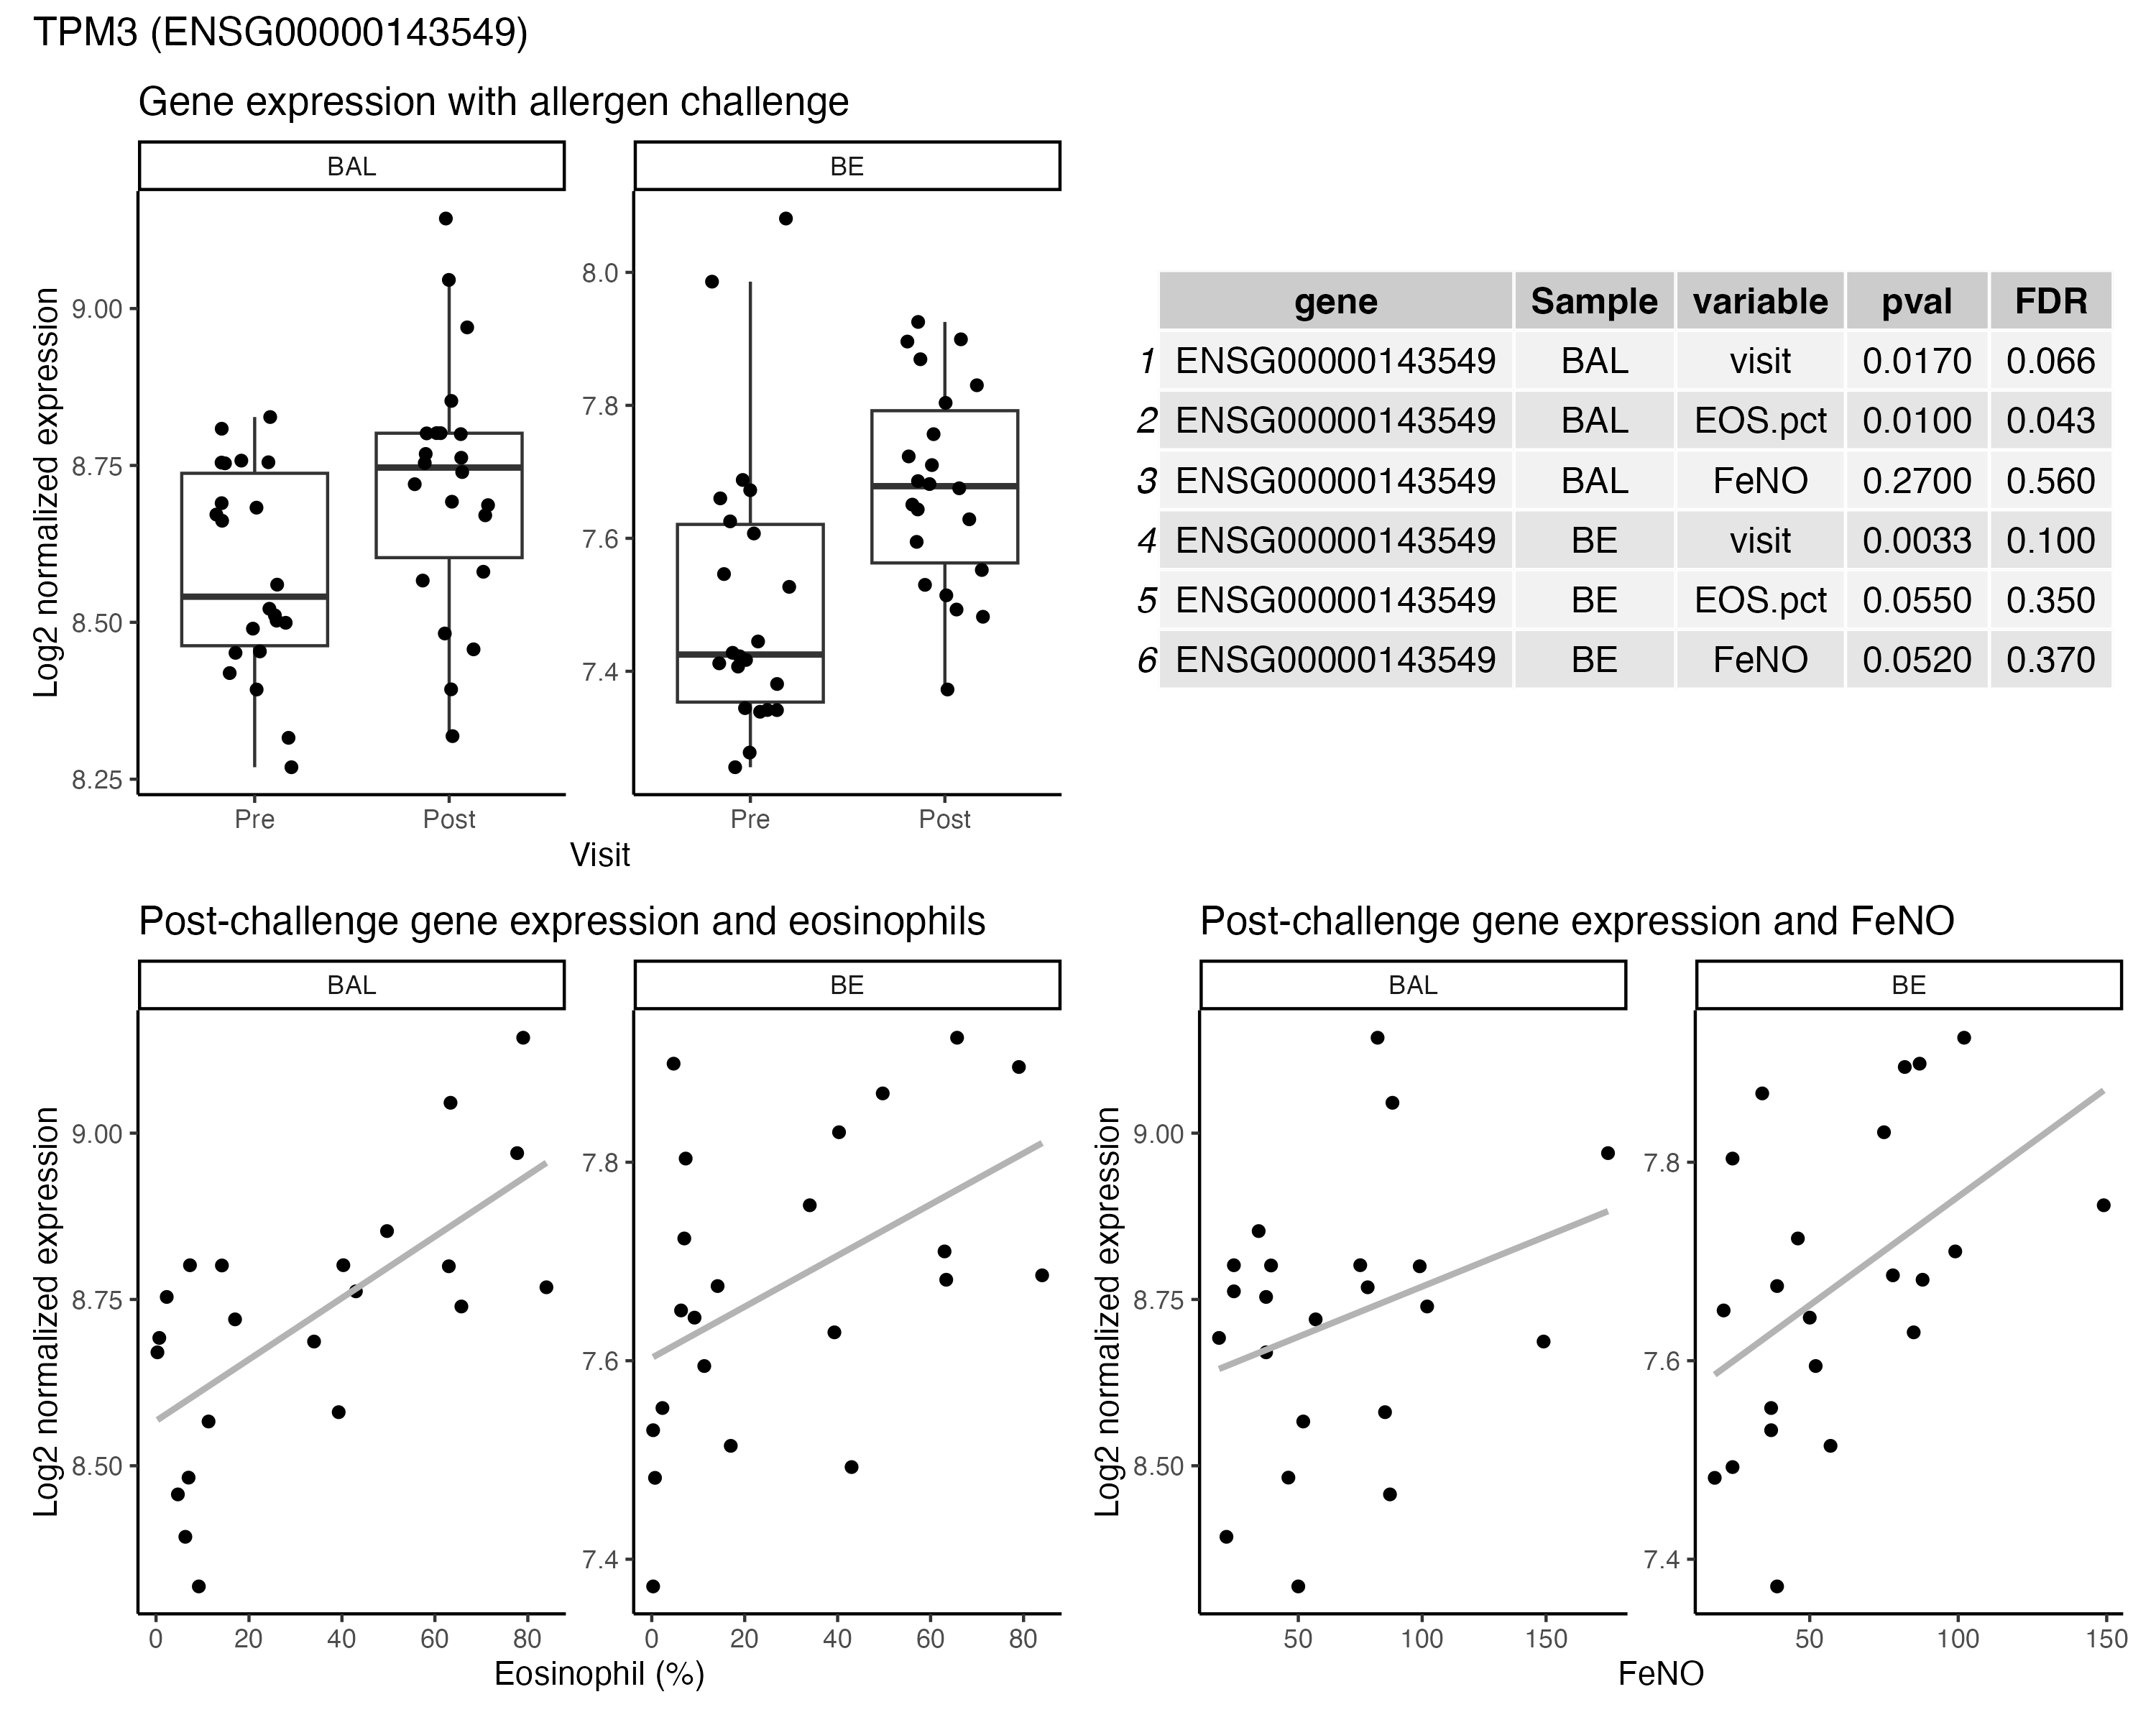 TPM3 (ENSG00000143549)
Gene expression with allergen challenge
BAL
BE
Log2 normalized expression
9.00
8.75
8.50
8.25
8.0
7.8
7.6
7.4
Pre
Post
Pre
Post
Visit
gene Sample variable pval FDR
1 ENSG00000143549 BAL visit 0.0170 0.066
2 ENSG00000143549 BAL EOS.pct 0.0100 0.043
3 ENSG00000143549 BAL FeNO 0.2700 0.560
4 ENSG00000143549 BE visit 0.0033 0.100
5 ENSG00000143549 BE EOS.pct 0.0550 0.350
6 ENSG00000143549 BE FeNO 0.0520 0.370
Post-challenge gene expression and eosinophils
BAL
BE
Log2 normalized expression
9.00
8.75
8.50
7.8
7.6
7.4
0 20 40 60 80
0 20 40 60 80
Eosinophil (%)
Post-challenge gene expression and FeNO
BAL
BE
Log2 normalized expression
9.00
8.75
8.50
7.8
7.6
7.4
50 100 150
50 100 150
FeNO